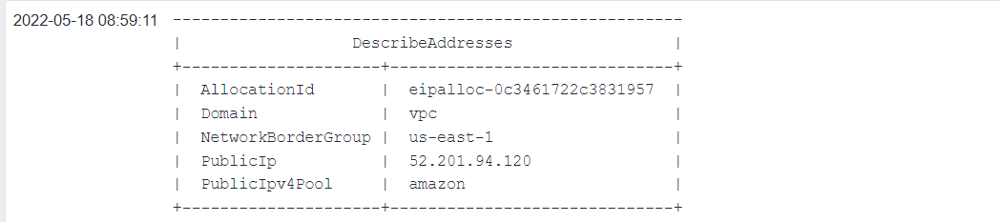 2022-05-18 08:59:11 ------------------------------------------------------
|                  DescribeAddresses                 |
+---------------------+------------------------------+
|  AllocationId       |  eipalloc-0c3461722c3831957  |
|  Domain             |  vpc                         |
|  NetworkBorderGroup |  us-east-1                   |
|  PublicIp           |  52.201.94.120               |
|  PublicIpv4Pool     |  amazon                      |
+---------------------+------------------------------+